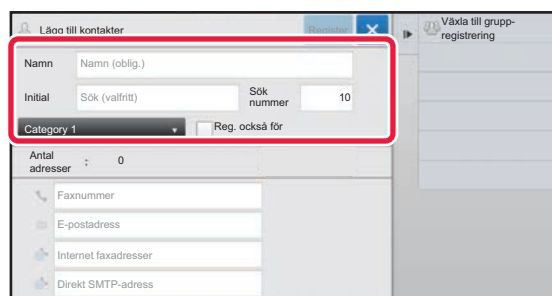 Lägg till kontakter
Register
Växla till grupp-
registrering
Namn
Namn (oblig.)
Initial
Sök (valfritt)
Sök
nummer
10
Category 1
Reg. också för
Antal
adresser
:
0
Faxnummer
E-postadress
Internet faxadresser
Direkt SMTP-adress